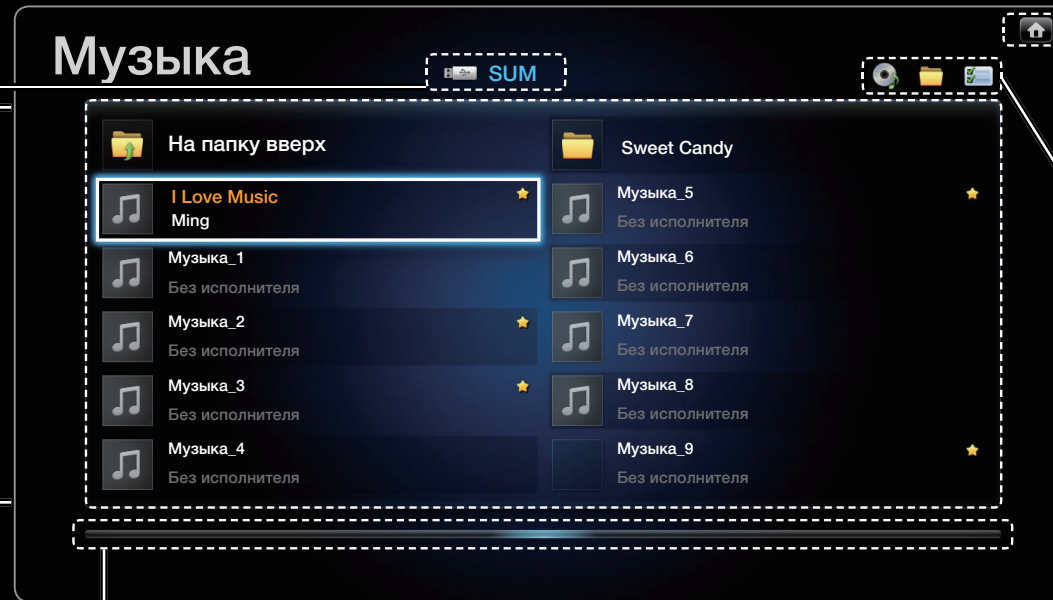 Музыка
SUM
На папку вверх
I Love Music
Ming
Музыка_1
Без исполнителя
Музыка_2
Без исполнителя
Музыка_3
Без исполнителя
Музыка_4
Без исполнителя
Sweet Candy
Музыка_5
Без исполнителя
Музыка_6
Без исполнителя
Музыка_7
Без исполнителя
Музыка_8
Без исполнителя
Музыка_9
Без исполнителя